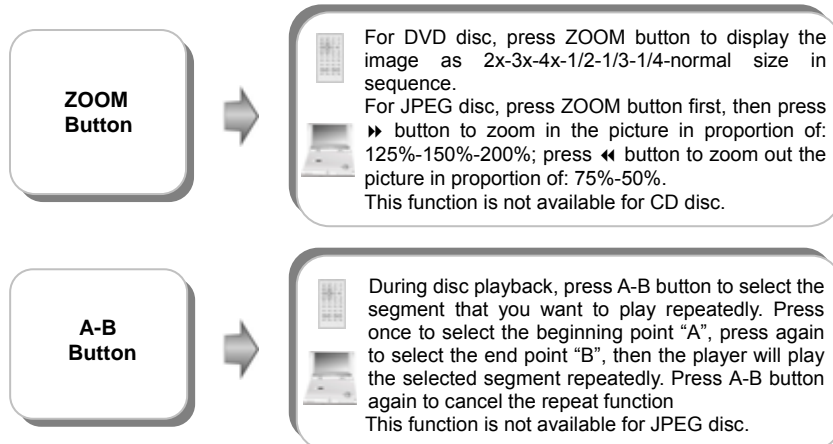 ZOOM
Button
For DVD disc, press ZOOM button to display the
image as 2x-3x-4x-1/2-1/3-1/4-normal size in
sequence.
For JPEG disc, press ZOOM button first, then press
⏩ button to zoom in the picture in proportion of:
125%-150%-200%; press ⏪ button to zoom out the
picture in proportion of: 75%-50%.
This function is not available for CD disc.
A-B
Button
During disc playback, press A-B button to select the
segment that you want to play repeatedly. Press
once to select the beginning point “A”, press again
to select the end point “B”, then the player will play
the selected segment repeatedly. Press A-B button
again to cancel the repeat function
This function is not available for JPEG disc.